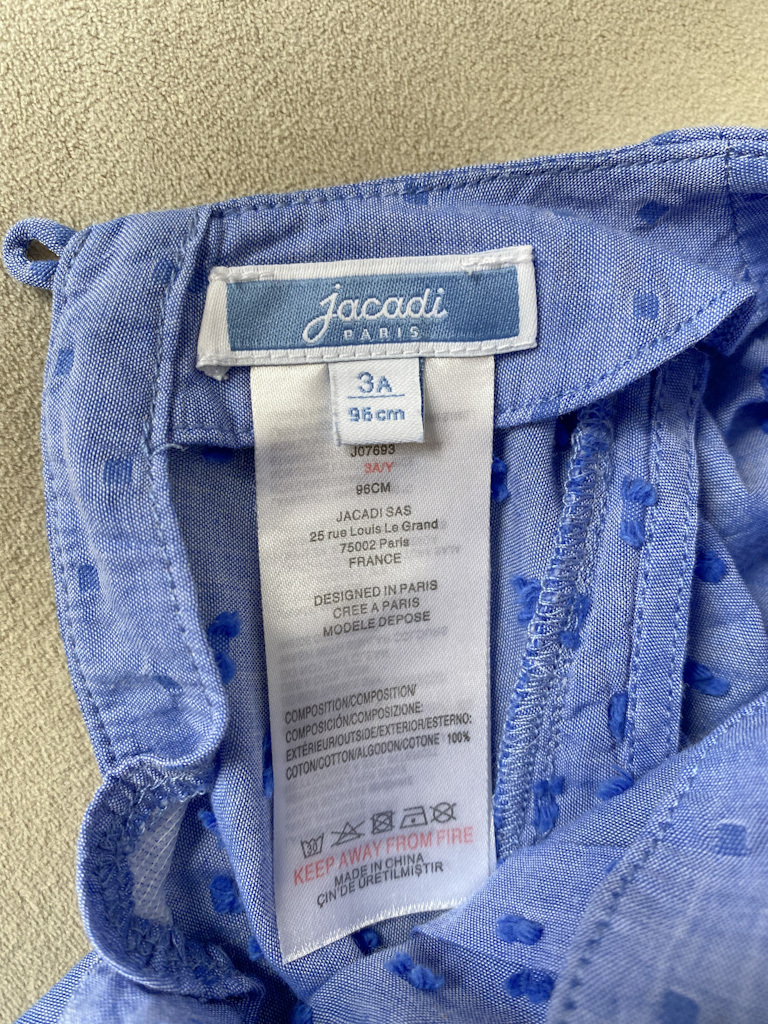 jacadi
PARIS
3A
96cm
J07693
3A/Y
96CM
JACADI SAS
25 rue Louis Le Grand
75002 Paris
FRANCE
DESIGNED IN PARIS
CREE A PARIS
MODELE DEPOSE
COMPOSITION/COMPOSITION/
COMPOSICIÓN/COMPOSIZIONE:
EXTÉRIEUR/OUTSIDE/EXTERIOR/ESTERNO:
COTON/COTTON/ALGODON/COTONE 100%
KEEP AWAY FROM FIRE
MADE IN CHINA
ÇIN'DE ÜRETILMIŞTIR